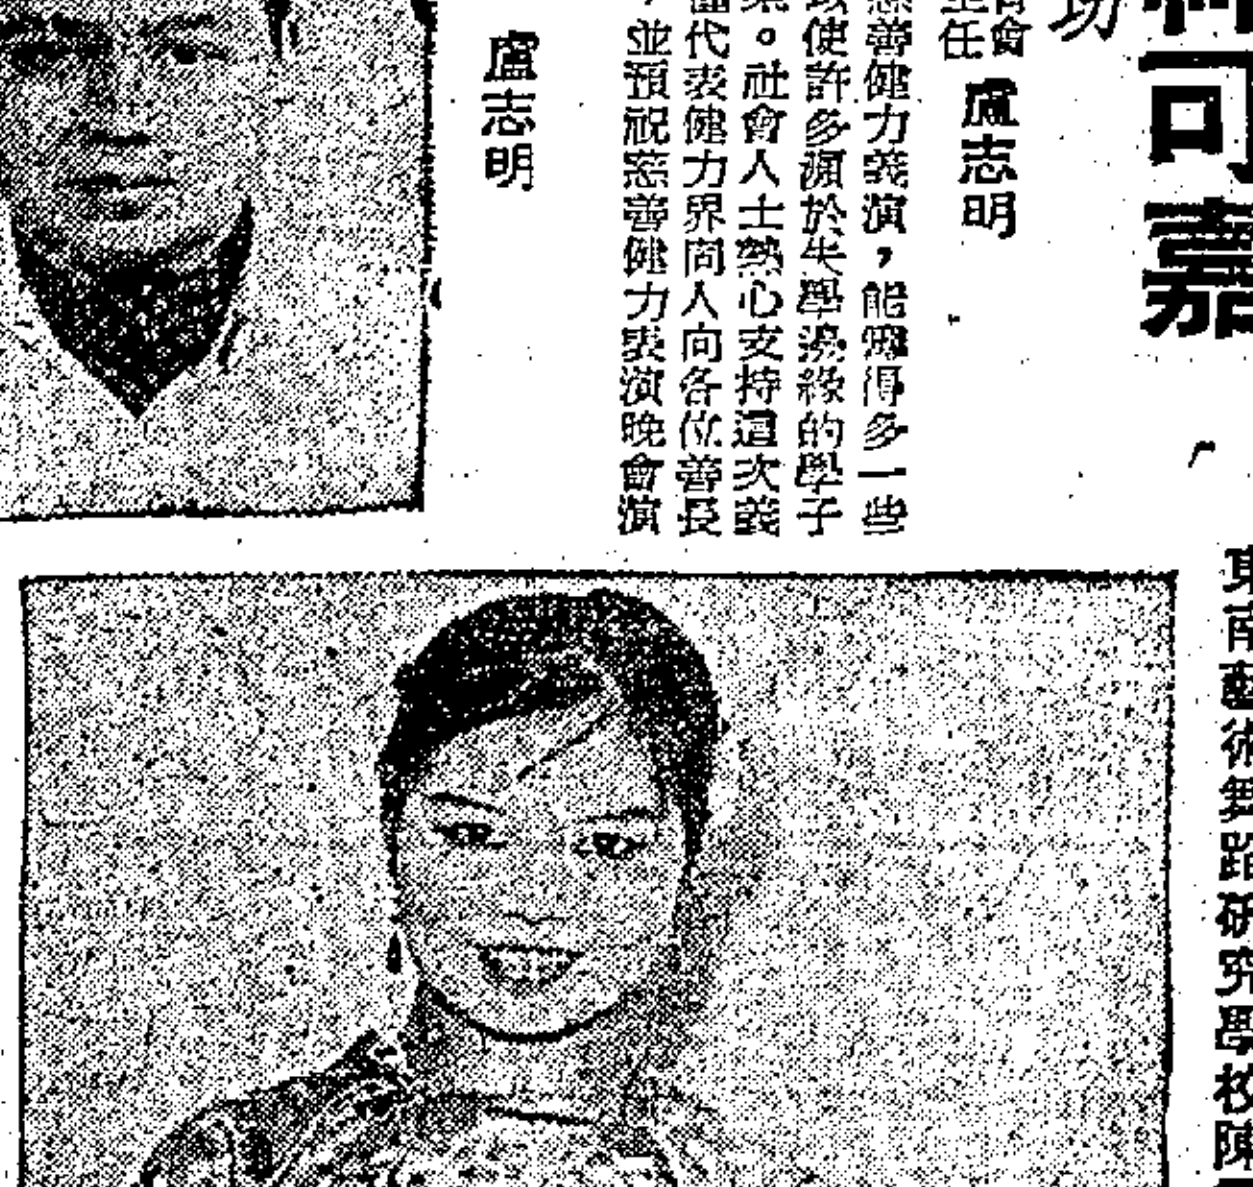 可嘉
功
主任
盧志明
慈善健力義演，能獲得多一些
使許多瀕於失學邊緣的學子
。社會人士熱心支持這次義
僅代表健力界同人向各位善長
，並預祝慈善健力表演晚會演
盧志明
東南藝術舞蹈研究學校陳